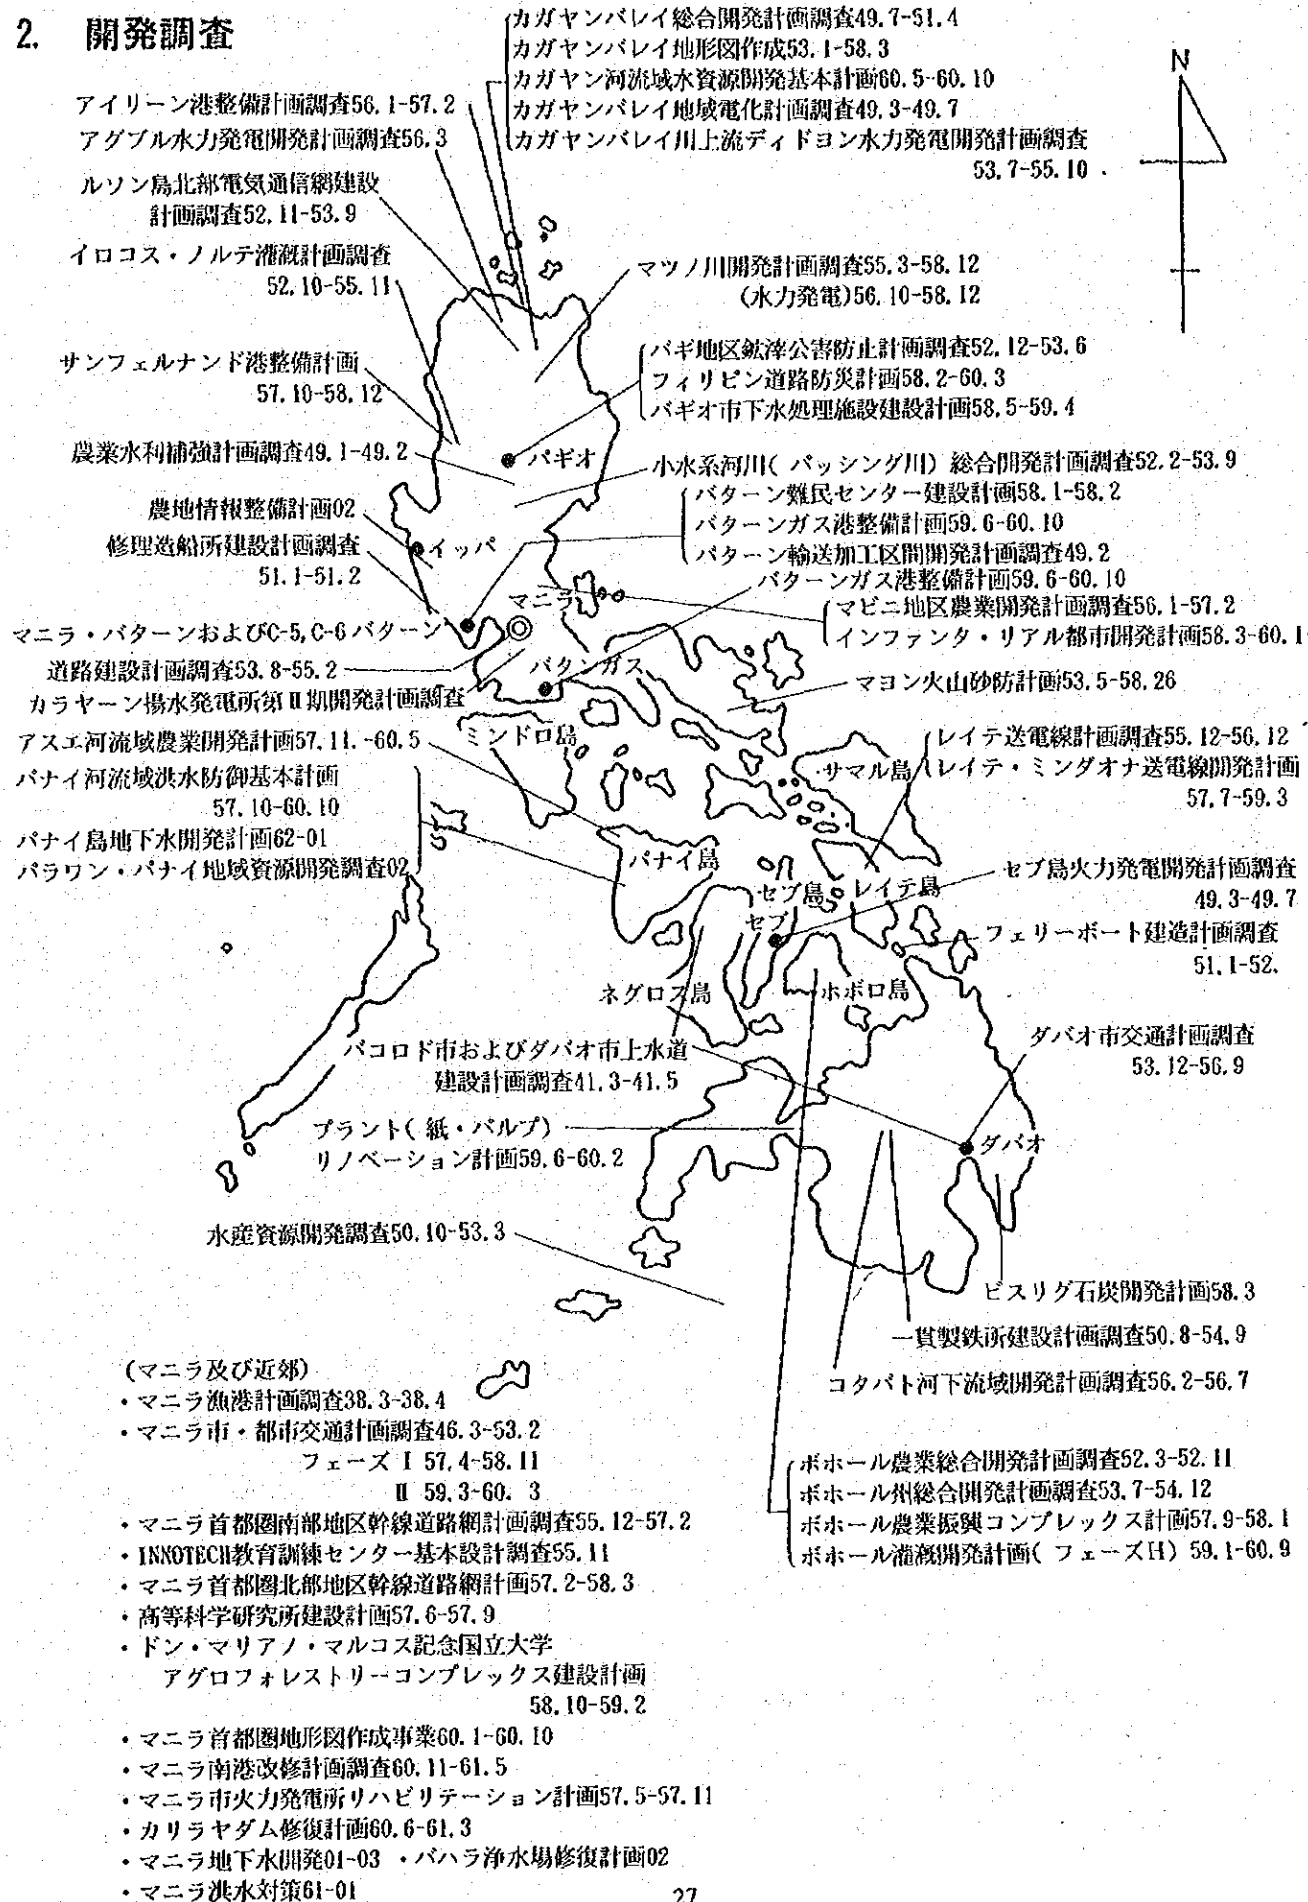 2. 開発調査
カガヤンバレイ総合開発計画調査49.7-51.4
カガヤンバレイ地形図作成53.1-58.3
カガヤン河流域水資源開発基本計画60.5-60.10
カガヤンバレイ地域電化計画調査49.3-49.7
カガヤンバレイ川上流ディドヨン水力発電開発計画調査
53.7-55.10
N
アイリーン港整備計画調査56.1-57.2
アグブル水力発電開発計画調査56.3
ルソン島北部電気通信網建設
計画調査52.11-53.9
イロコス・ノルテ灌漑計画調査
52.10-55.11
マツノ川開発計画調査55.3-58.12
(水力発電)56.10-58.12
サンフェルナンド港整備計画
57.10-58.12
バギ地区鉱滓公害防止計画調査52.12-53.6
フィリピン道路防災計画58.2-60.3
バギオ市下水処理施設建設計画58.5-59.4
農業水利補強計画調査49.1-49.2
バギオ
小水系河川(パッシング川)総合開発計画調査52.2-53.9
バターン難民センター建設計画58.1-58.2
バターンガス港整備計画59.6-60.10
バターン輸送加工区間開発計画調査49.2
農地情報整備計画02
イッパ
修理造船所建設計画調査
51.1-51.2
バターンガス港整備計画59.6-60.10
マニラ
マビニ地区農業開発計画調査56.1-57.2
インファンタ・リアル都市開発計画58.3-60.1
マニラ・バターンおよびC-5,C-6 バターン
道路建設計画調査53.8-55.2
バタンガス
カラヤーン揚水発電所第Ⅱ期開発計画調査
マヨン火山砂防計画53.5-58.26
ミンドロ島
アスエ河流域農業開発計画57.11.-60.5
パナイ河流域洪水防御基本計画
57.10-60.10
パナイ島地下水開発計画62-01
パラワン・パナイ地域資源開発調査02
サマル島
レイテ送電線計画調査55.12-56.12
レイテ・ミンダオナ送電線開発計画
57.7-59.3
パナイ島
セブ島
レイテ島
セブ
セブ島火力発電開発計画調査
49.3-49.7
フェリーボート建造計画調査
51.1-52.
ネグロス島
ホボロ島
バコロド市およびダバオ市上水道
建設計画調査41.3-41.5
ダバオ市交通計画調査
53.12-56.9
プラント(紙・パルプ)
リノベーション計画59.6-60.2
ダバオ
水産資源開発調査50.10-53.3
ビスリグ石炭開発計画58.3
一貫製鉄所建設計画調査50.8-54.9
コタバト河下流域開発計画調査56.2-56.7
ボホール農業総合開発計画調査52.3-52.11
ボホール州総合開発計画調査53.7-54.12
ボホール農業振興コンプレックス計画57.9-58.1
ボホール灌漑開発計画(フェーズH)59.1-60.9
(マニラ及び近郊)
・マニラ漁港計画調査38.3-38.4
・マニラ市・都市交通計画調査46.3-53.2
フェーズⅠ 57.4-58.11
Ⅱ 59.3-60. 3
・マニラ首都圏南部地区幹線道路網計画調査55.12-57.2
・INNOTECH教育訓練センター基本設計調査55.11
・マニラ首都圏北部地区幹線道路網計画57.2-58.3
・高等科学研究所建設計画57.6-57.9
・ドン・マリアノ・マルコス記念国立大学
アグロフォレストリーコンプレックス建設計画
58.10-59.2
・マニラ首都圏地形図作成事業60.1-60.10
・マニラ南港改修計画調査60.11-61.5
・マニラ市火力発電所リハビリテーション計画57.5-57.11
・カリラヤダム修復計画60.6-61.3
・マニラ地下水開発01-03 ・バハラ浄水場修復計画02
・マニラ洪水対策61-01
27